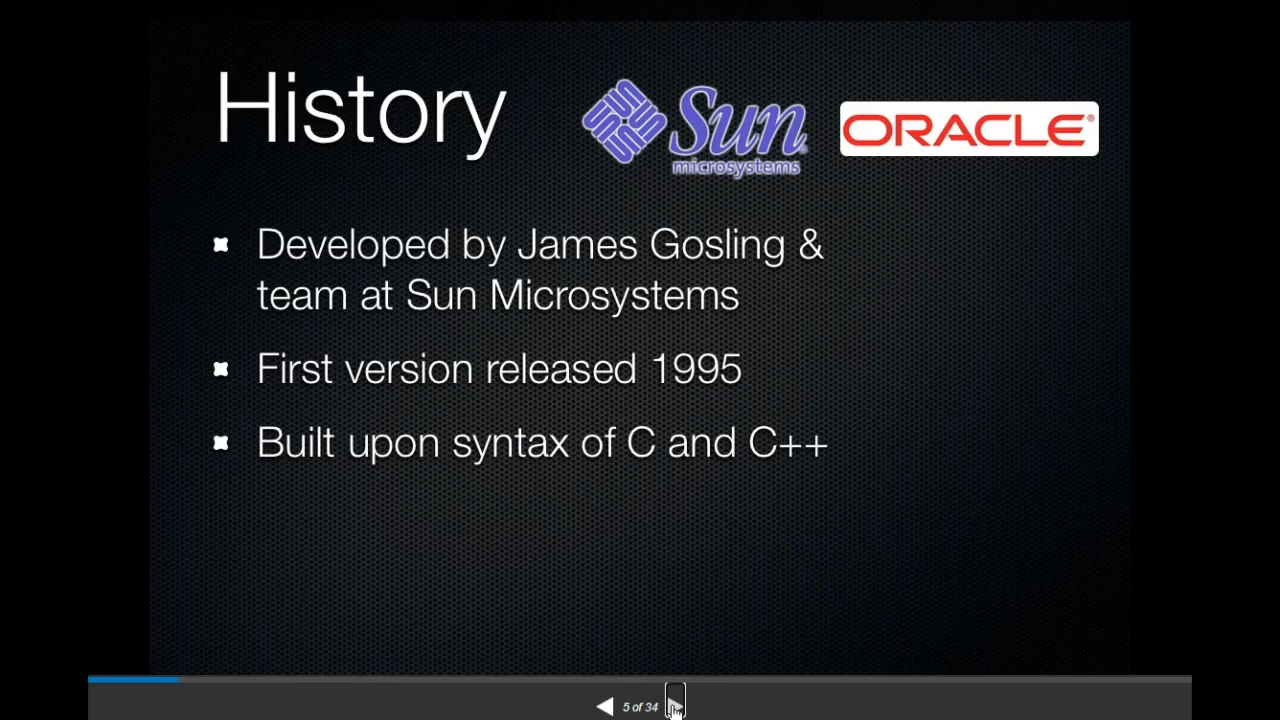 History
Sun
microsystems
ORACLE®
Developed by James Gosling &
team at Sun Microsystems
First version released 1995
Built upon syntax of C and C++
5 of 34